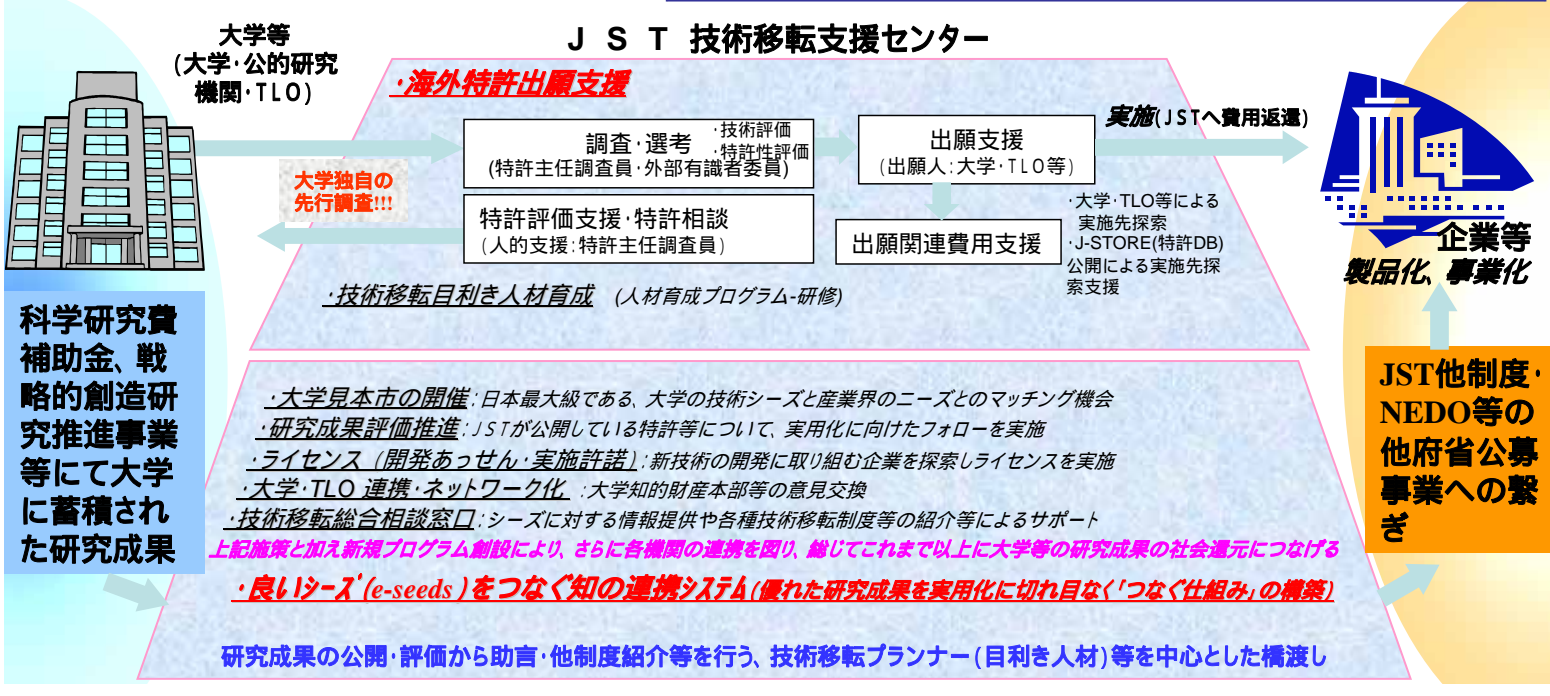 JST 技術移転支援センター
大学等
(大学・公的研究
機関・TLO)
・海外特許出願支援
調査・選考
・技術評価
・特許性評価
(特許主任調査員・外部有識者委員)
出願支援
(出願人:大学・TLO等)
実施(JSTへ費用返還)
大学独自の
先行調査!!!
特許評価支援・特許相談
(人的支援:特許主任調査員)
出願関連費用支援
・大学・TLO等による
実施先探索
・J-STORE(特許DB)
公開による実施先探
索支援
企業等
製品化、事業化
・技術移転目利き人材育成 (人材育成プログラム-研修)
科学研究費
補助金、戦
略的創造研
究推進事業
等にて大学
に蓄積され
た研究成果
・大学見本市の開催:日本最大級である、大学の技術シーズと産業界のニーズとのマッチング機会
・研究成果評価推進:JSTが公開している特許等について、実用化に向けたフォローを実施
・ライセンス (開発あっせん・実施許諾):新技術の開発に取り組む企業を探索しライセンスを実施
・大学・TLO 連携・ネットワーク化 :大学知的財産本部等の意見交換
・技術移転総合相談窓口:シーズに対する情報提供や各種技術移転制度等の紹介等によるサポート
上記施策と加え新規プログラム創設により、さらに各機関の連携を図り、総じてこれまで以上に大学等の研究成果の社会還元につなげる
・良いシーズ(e-seeds)をつなぐ知の連携システム(優れた研究成果を実用化に切れ目なく「つなぐ仕組み」の構築)
研究成果の公開・評価から助言・他制度紹介等を行う、技術移転プランナー(目利き人材)等を中心とした橋渡し
JST他制度・
NEDO等の
他府省公募
事業への繋
ぎ